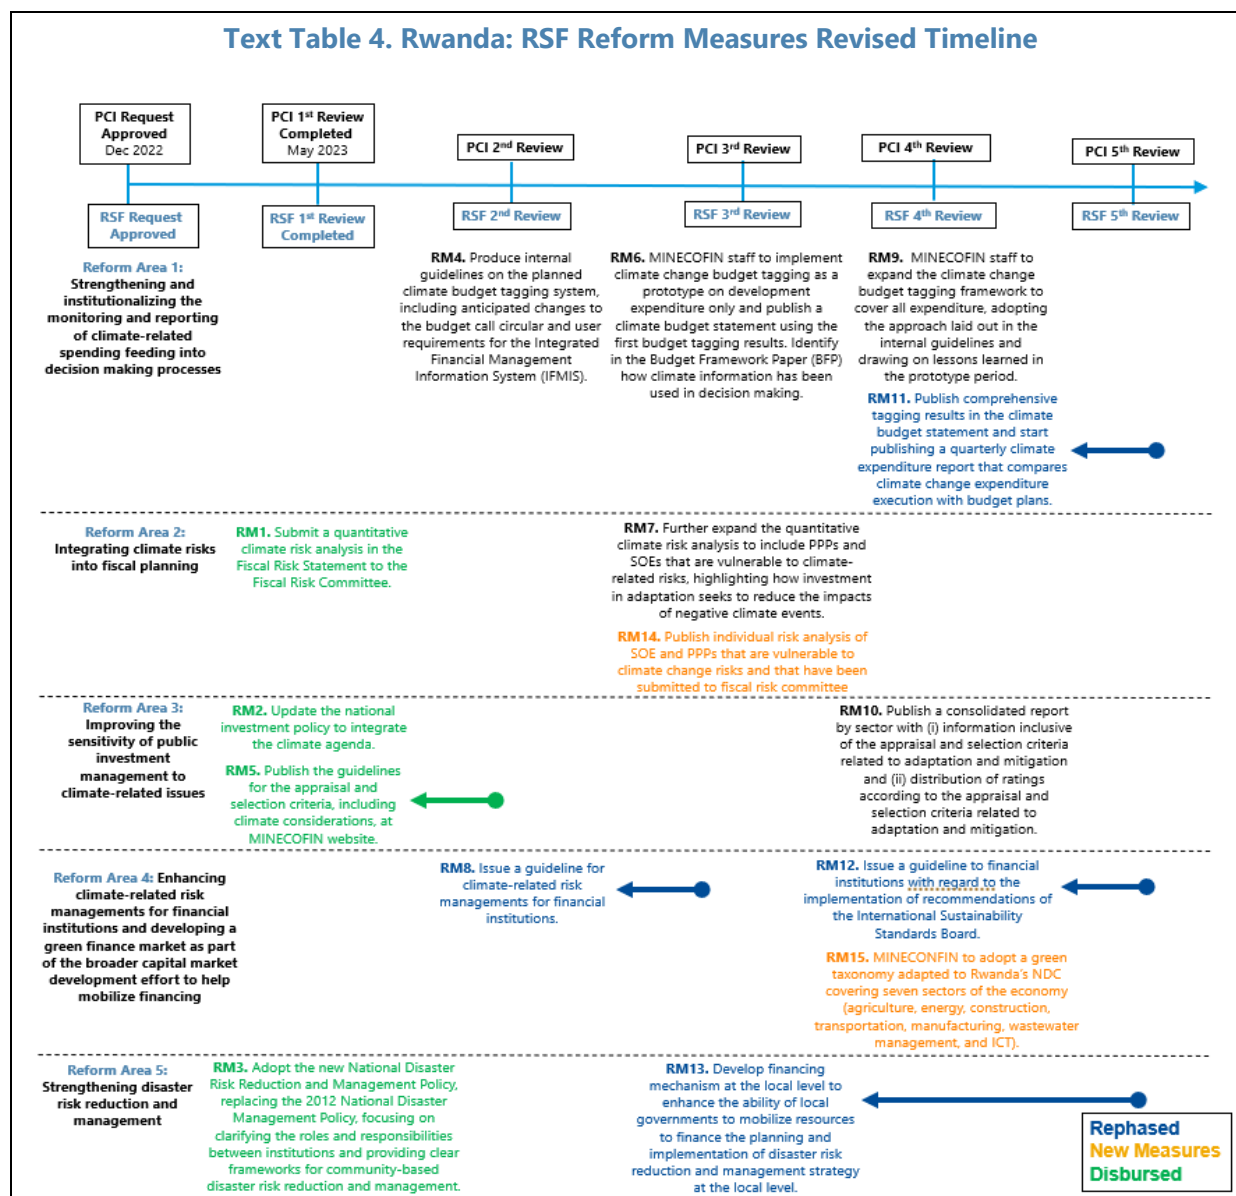 Text Table 4. Rwanda: RSF Reform Measures Revised Timeline
PCI Request
Approved
Dec 2022
PCI 1st Review
Completed
May 2023
PCI 2nd Review
PCI 3rd Review
PCI 4th Review
PCI 5th Review
RSF Request
Approved
RSF 1st Review
Completed
RSF 2nd Review
RSF 3rd Review
RSF 4th Review
RSF 5th Review
Reform Area 1:
Strengthening and
institutionalizing the
monitoring and reporting
of climate-related
spending feeding into
decision making processes
RM4. Produce internal
guidelines on the planned
climate budget tagging system,
including anticipated changes to
the budget call circular and user
requirements for the Integrated
Financial Management
Information System (IFMIS).
RM6. MINECOFIN staff to implement
climate change budget tagging as a
prototype on development
expenditure only and publish a
climate budget statement using the
first budget tagging results. Identify
in the Budget Framework Paper (BFP)
how climate information has been
used in decision making.
RM9. MINECOFIN staff to
expand the climate change
budget tagging framework to
cover all expenditure, adopting
the approach laid out in the
internal guidelines and
drawing on lessons learned in
the prototype period.
RM11. Publish comprehensive
tagging results in the climate
budget statement and start
publishing a quarterly climate
expenditure report that compares
climate change expenditure
execution with budget plans.
Reform Area 2:
Integrating climate risks
into fiscal planning
RM1. Submit a quantitative
climate risk analysis in the
Fiscal Risk Statement to the
Fiscal Risk Committee.
RM7. Further expand the quantitative
climate risk analysis to include PPPs and
SOEs that are vulnerable to climate-
related risks, highlighting how investment
in adaptation seeks to reduce the impacts
of negative climate events.
RM14. Publish individual risk analysis of
SOE and PPPs that are vulnerable to
climate change risks and that have been
submitted to fiscal risk committee
Reform Area 3:
Improving the
sensitivity of public
investment
management to
climate-related issues
RM2. Update the national
investment policy to integrate
the climate agenda.
RM5. Publish the guidelines
for the appraisal and
selection criteria, including
climate considerations, at
MINECOFIN website.
RM10. Publish a consolidated report
by sector with (i) information inclusive
of the appraisal and selection criteria
related to adaptation and mitigation
and (ii) distribution of ratings
according to the appraisal and
selection criteria related to
adaptation and mitigation.
Reform Area 4: Enhancing
climate-related risk
managements for financial
institutions and developing a
green finance market as part
of the broader capital market
development effort to help
mobilize financing
RM8. Issue a guideline for
climate-related risk
managements for financial
institutions.
RM12. Issue a guideline to financial
institutions with regard to the
implementation of recommendations of
the International Sustainability
Standards Board.
RM15. MINECONFIN to adopt a green
taxonomy adapted to Rwanda's NDC
covering seven sectors of the economy
(agriculture, energy, construction,
transportation, manufacturing, wastewater
management, and ICT).
Reform Area 5:
Strengthening disaster
risk reduction and
management
RM3. Adopt the new National Disaster
Risk Reduction and Management Policy,
replacing the 2012 National Disaster
Management Policy, focusing on
clarifying the roles and responsibilities
between institutions and providing clear
frameworks for community-based
disaster risk reduction and management.
RM13. Develop financing
mechanism at the local level to
enhance the ability of local
governments to mobilize resources
to finance the planning and
implementation of disaster risk
reduction and management strategy
at the local level.
Rephased
New Measures
Disbursed